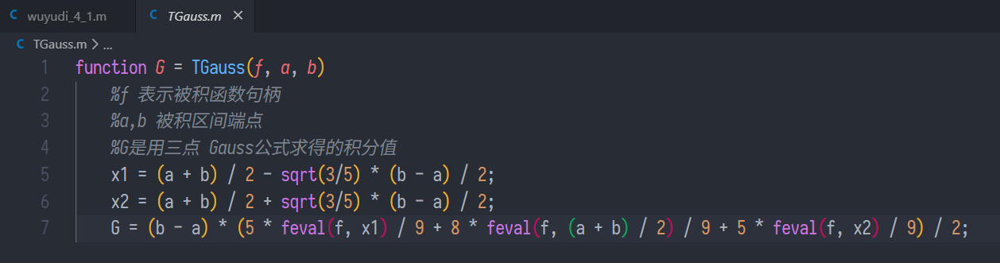 C wuyudi_4_1.m
C TGauss.m ×
C TGauss.m > ...
1 function G = TGauss(f, a, b)
2 %f 表示被积函数句柄
3 %a,b 被积区间端点
4 %G是用三点 Gauss公式求得的积分值
5 x1 = (a + b) / 2 - sqrt(3/5) * (b - a) / 2;
6 x2 = (a + b) / 2 + sqrt(3/5) * (b - a) / 2;
7 G = (b - a) * (5 * feval(f, x1) / 9 + 8 * feval(f, (a + b) / 2) / 9 + 5 * feval(f, x2) / 9) / 2;